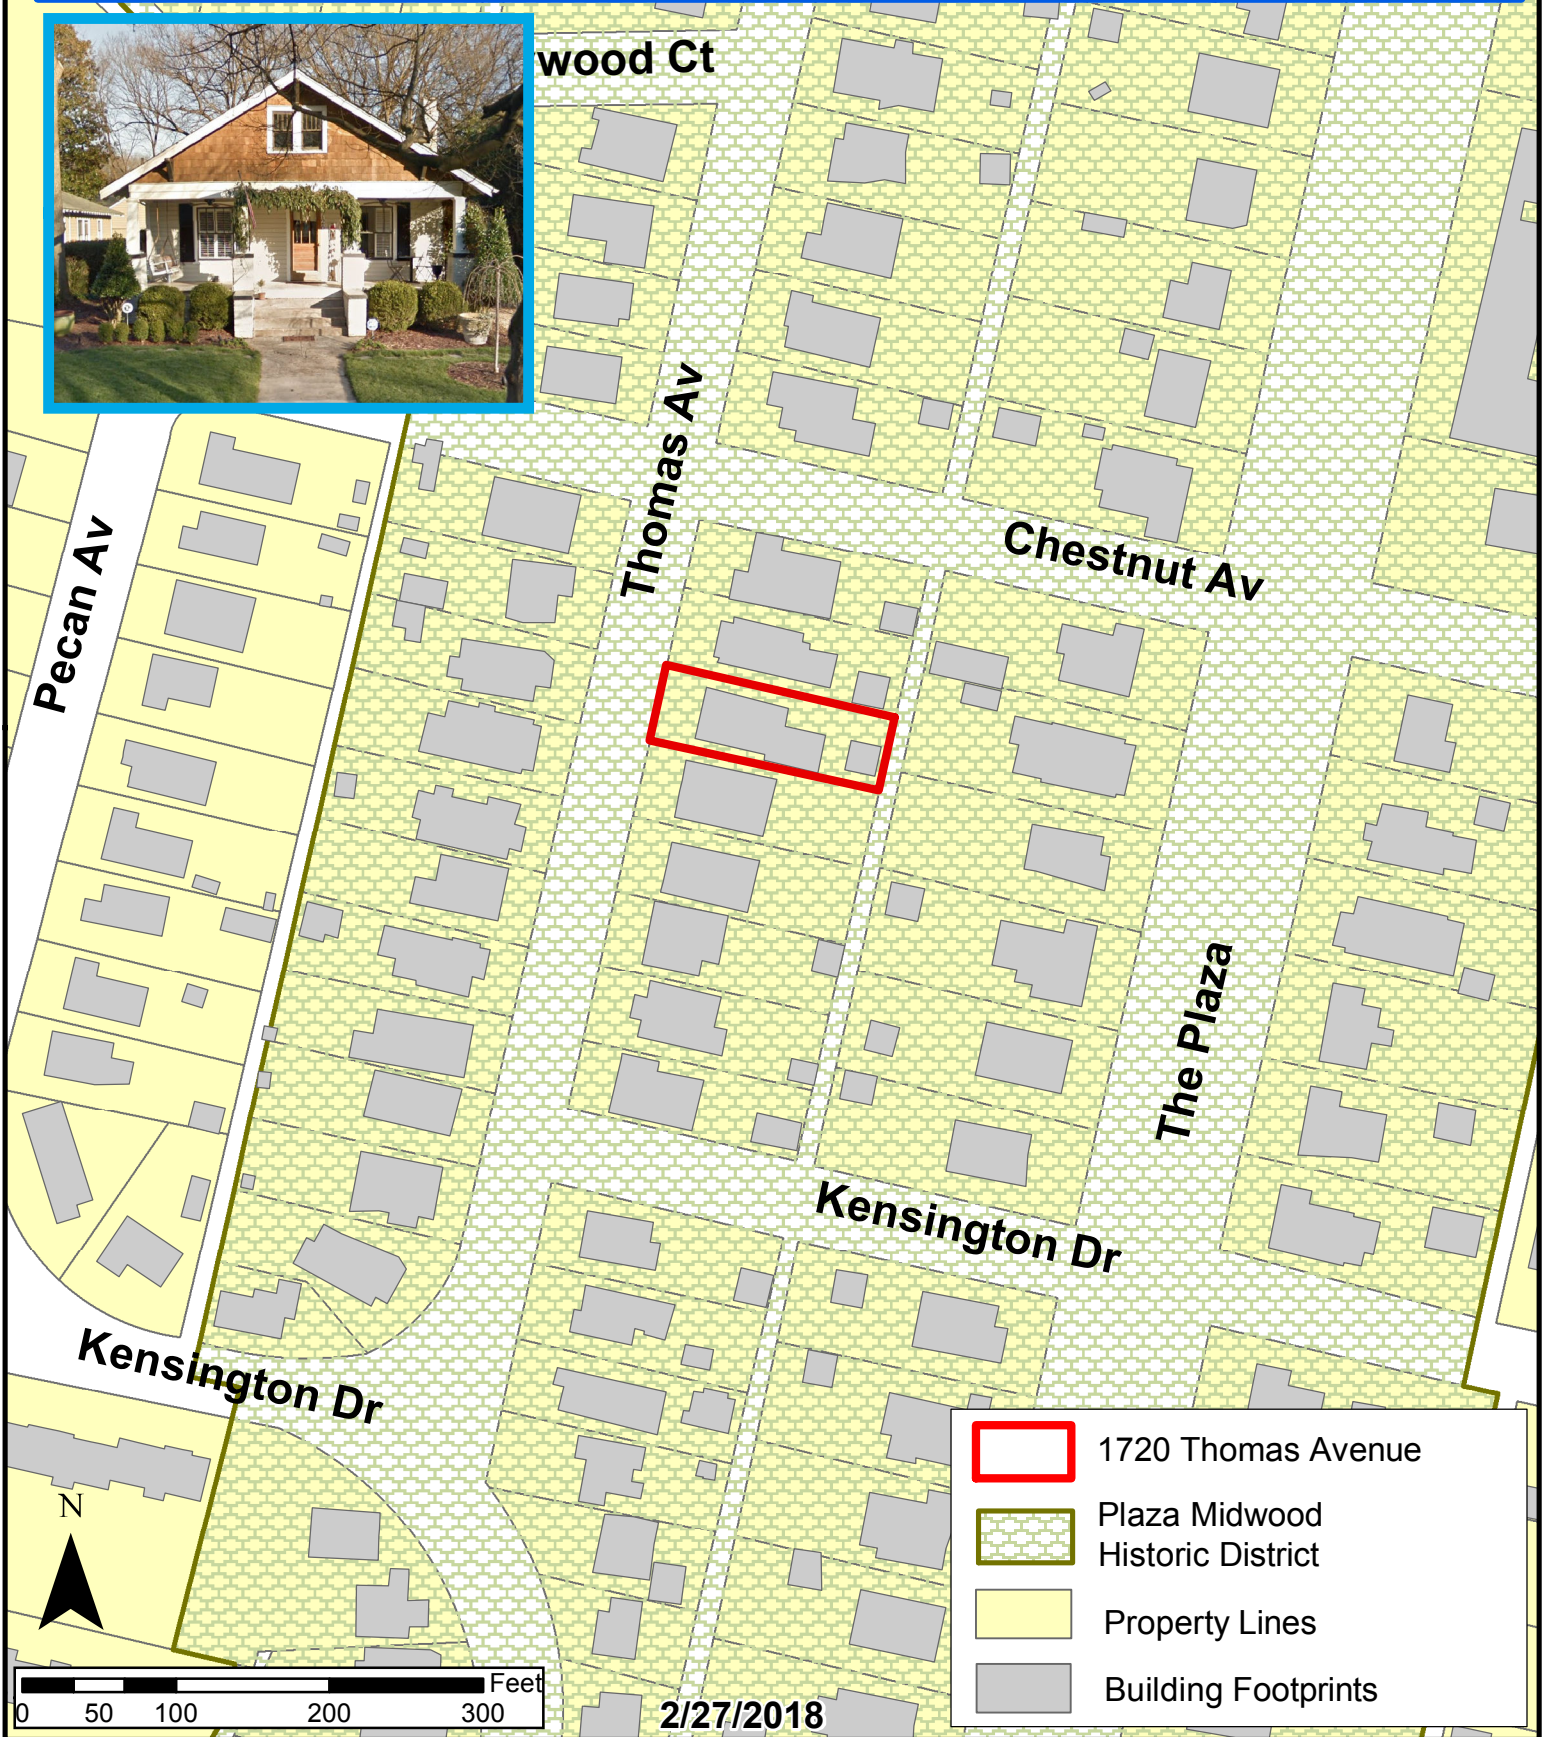 wood Ct
Thomas Av
Chestnut Av
Pecan Av
The Plaza
Kensington Dr
Kensington Dr
1720 Thomas Avenue
Plaza Midwood
Historic District
Property Lines
Building Footprints
N
Feet
0 50 100 200 300
2/27/2018